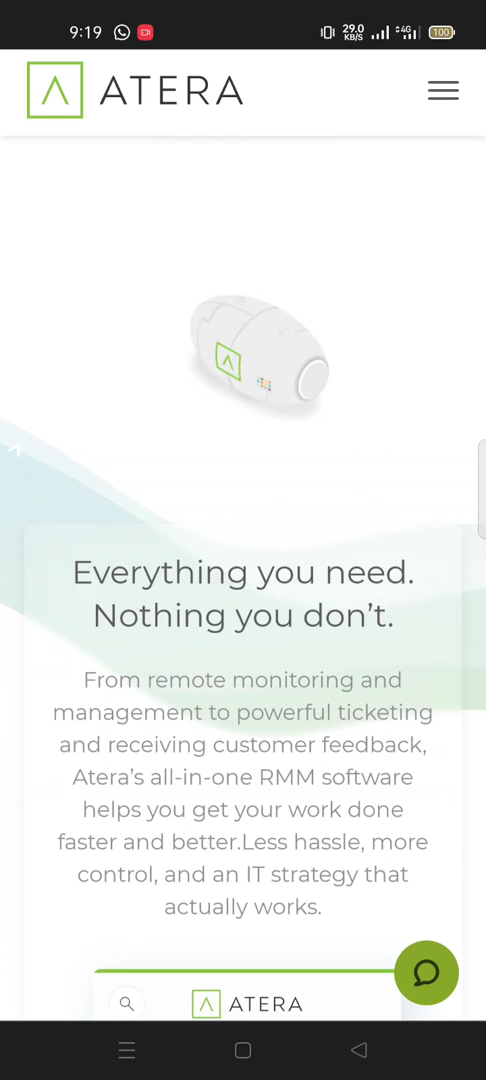 9:19 29.0 KB/S 4G 100
ATERA
Everything you need.
Nothing you don't.
From remote monitoring and
management to powerful ticketing
and receiving customer feedback,
Atera's all-in-one RMM software
helps you get your work done
faster and better.Less hassle, more
control, and an IT strategy that
actually works.
ATERA